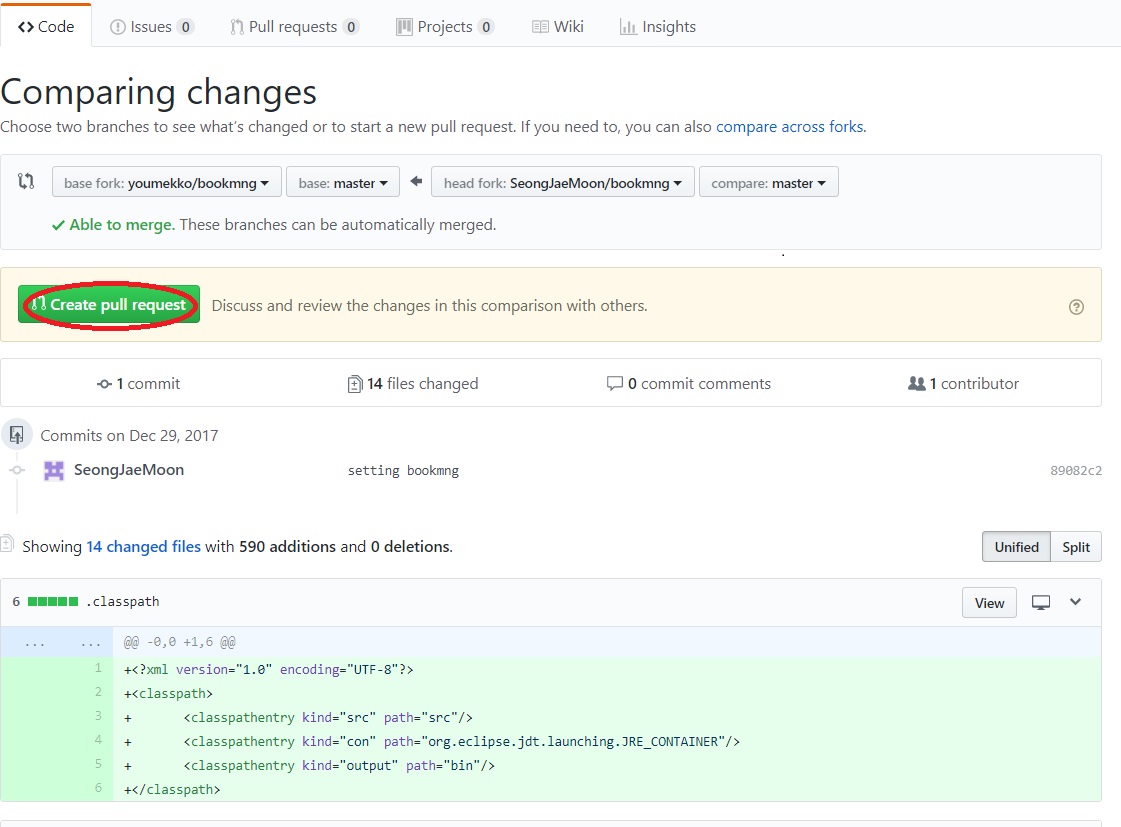 Code Issues 0 Pull requests 0 Projects 0 Wiki Insights
Comparing changes
Choose two branches to see what's changed or to start a new pull request. If you need to, you can also compare across forks.
base fork: youmekko/bookmng base: master head fork: SeongJaeMoon/bookmng compare: master
Able to merge. These branches can be automatically merged.
Create pull request Discuss and review the changes in this comparison with others.
1 commit 14 files changed 0 commit comments 1 contributor
Commits on Dec 29, 2017
SeongJaeMoon setting bookmng 89082c2
Showing 14 changed files with 590 additions and 0 deletions. Unified Split
6 .classpath View
... ... @@ -0,0 +1,6 @@
1 +<?xml version="1.0" encoding="UTF-8"?>
2 +<classpath>
3 + <classpathentry kind="src" path="src"/>
4 + <classpathentry kind="con" path="org.eclipse.jdt.launching.JRE_CONTAINER"/>
5 + <classpathentry kind="output" path="bin"/>
6 +</classpath>